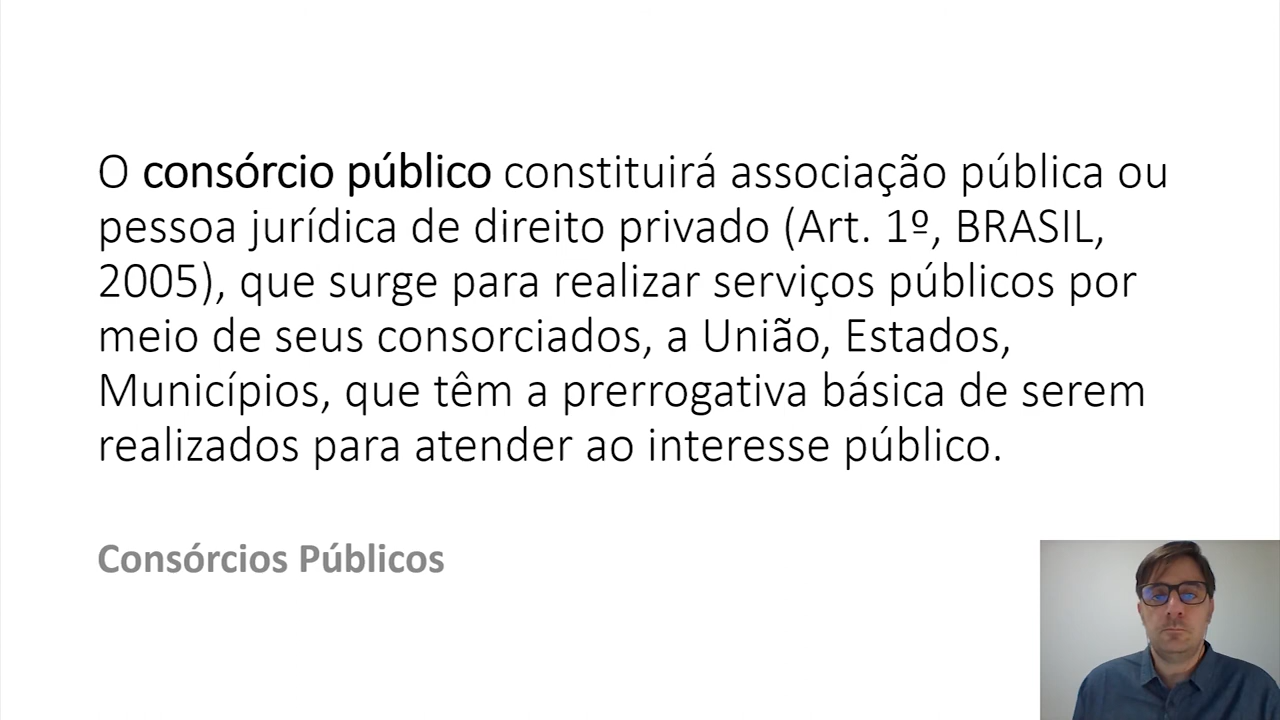 O consórcio público constituirá associação pública ou
pessoa jurídica de direito privado (Art. 1º, BRASIL,
2005), que surge para realizar serviços públicos por
meio de seus consorciados, a União, Estados,
Municípios, que têm a prerrogativa básica de serem
realizados para atender ao interesse público.
Consórcios Públicos